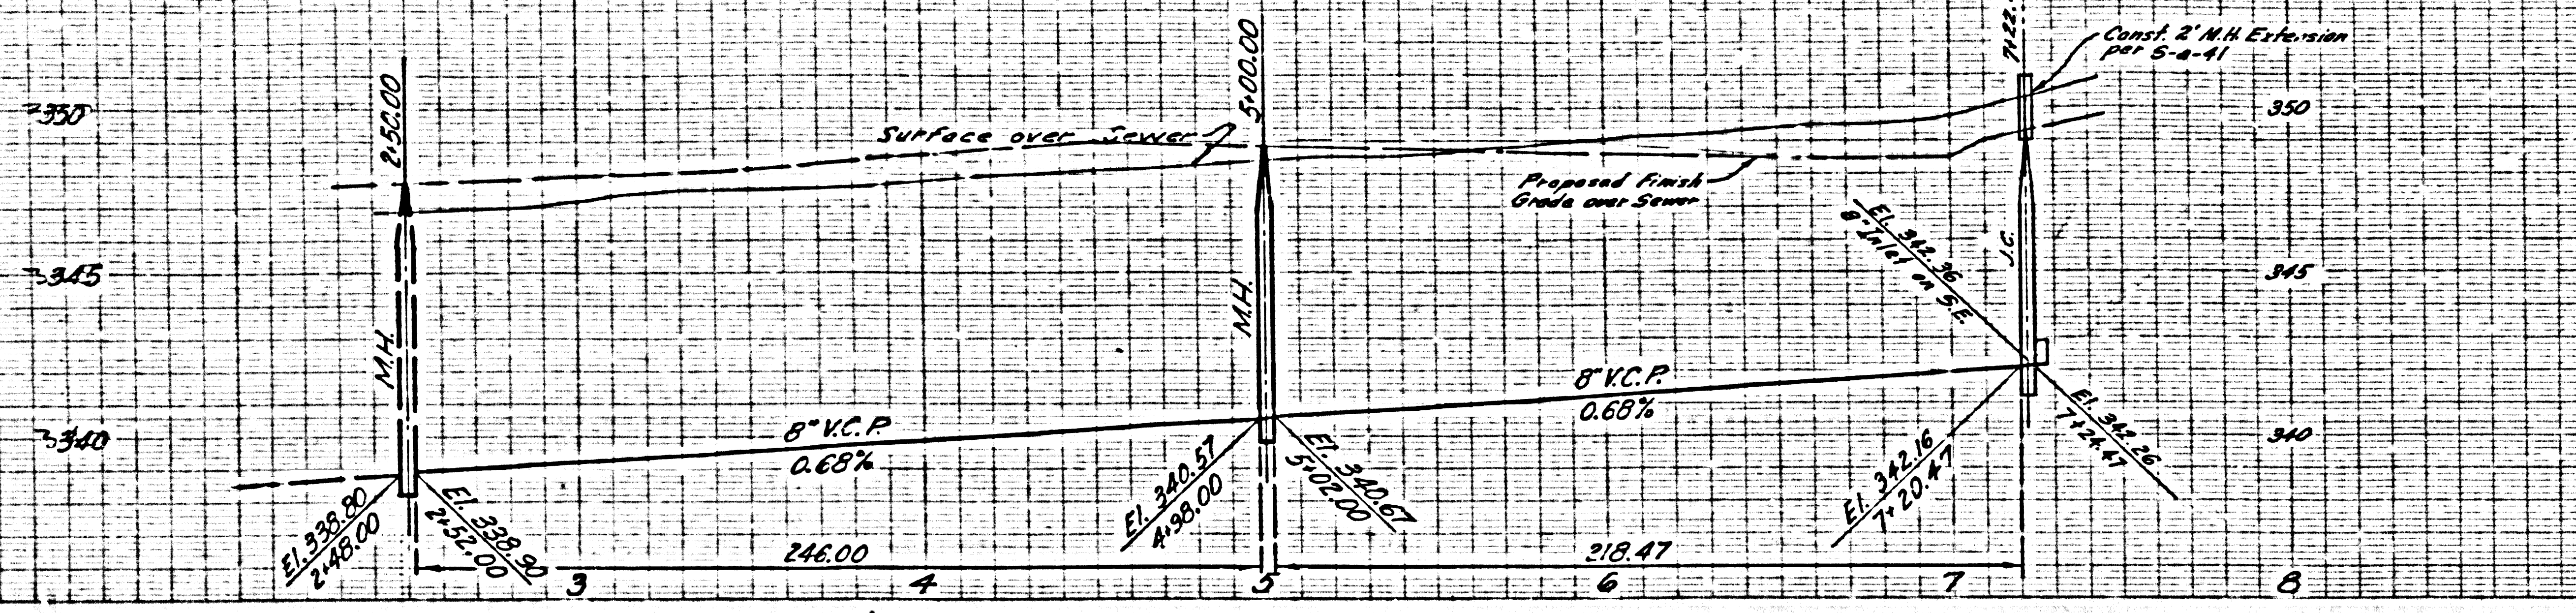 7+22.
Const. 2' M.H. Extension
per S-a-41
5+00.00
2+50.00
350
350
Surface over Sewer
Proposed Finish
Grade over Sewer
El. 342.36
8" Inlet on S.E.
J.C.
345
345
M.H.
M.H.
8" V.C.P.
0.68%
8" V.C.P.
0.68%
340
340
El. 338.80
2+48.00
El. 338.90
2+52.00
El. 340.57
4+98.00
El. 340.67
5+02.00
El. 342.16
7+20.47
El. 342.26
7+24.47
246.00
218.47
3
4
5
6
7
8